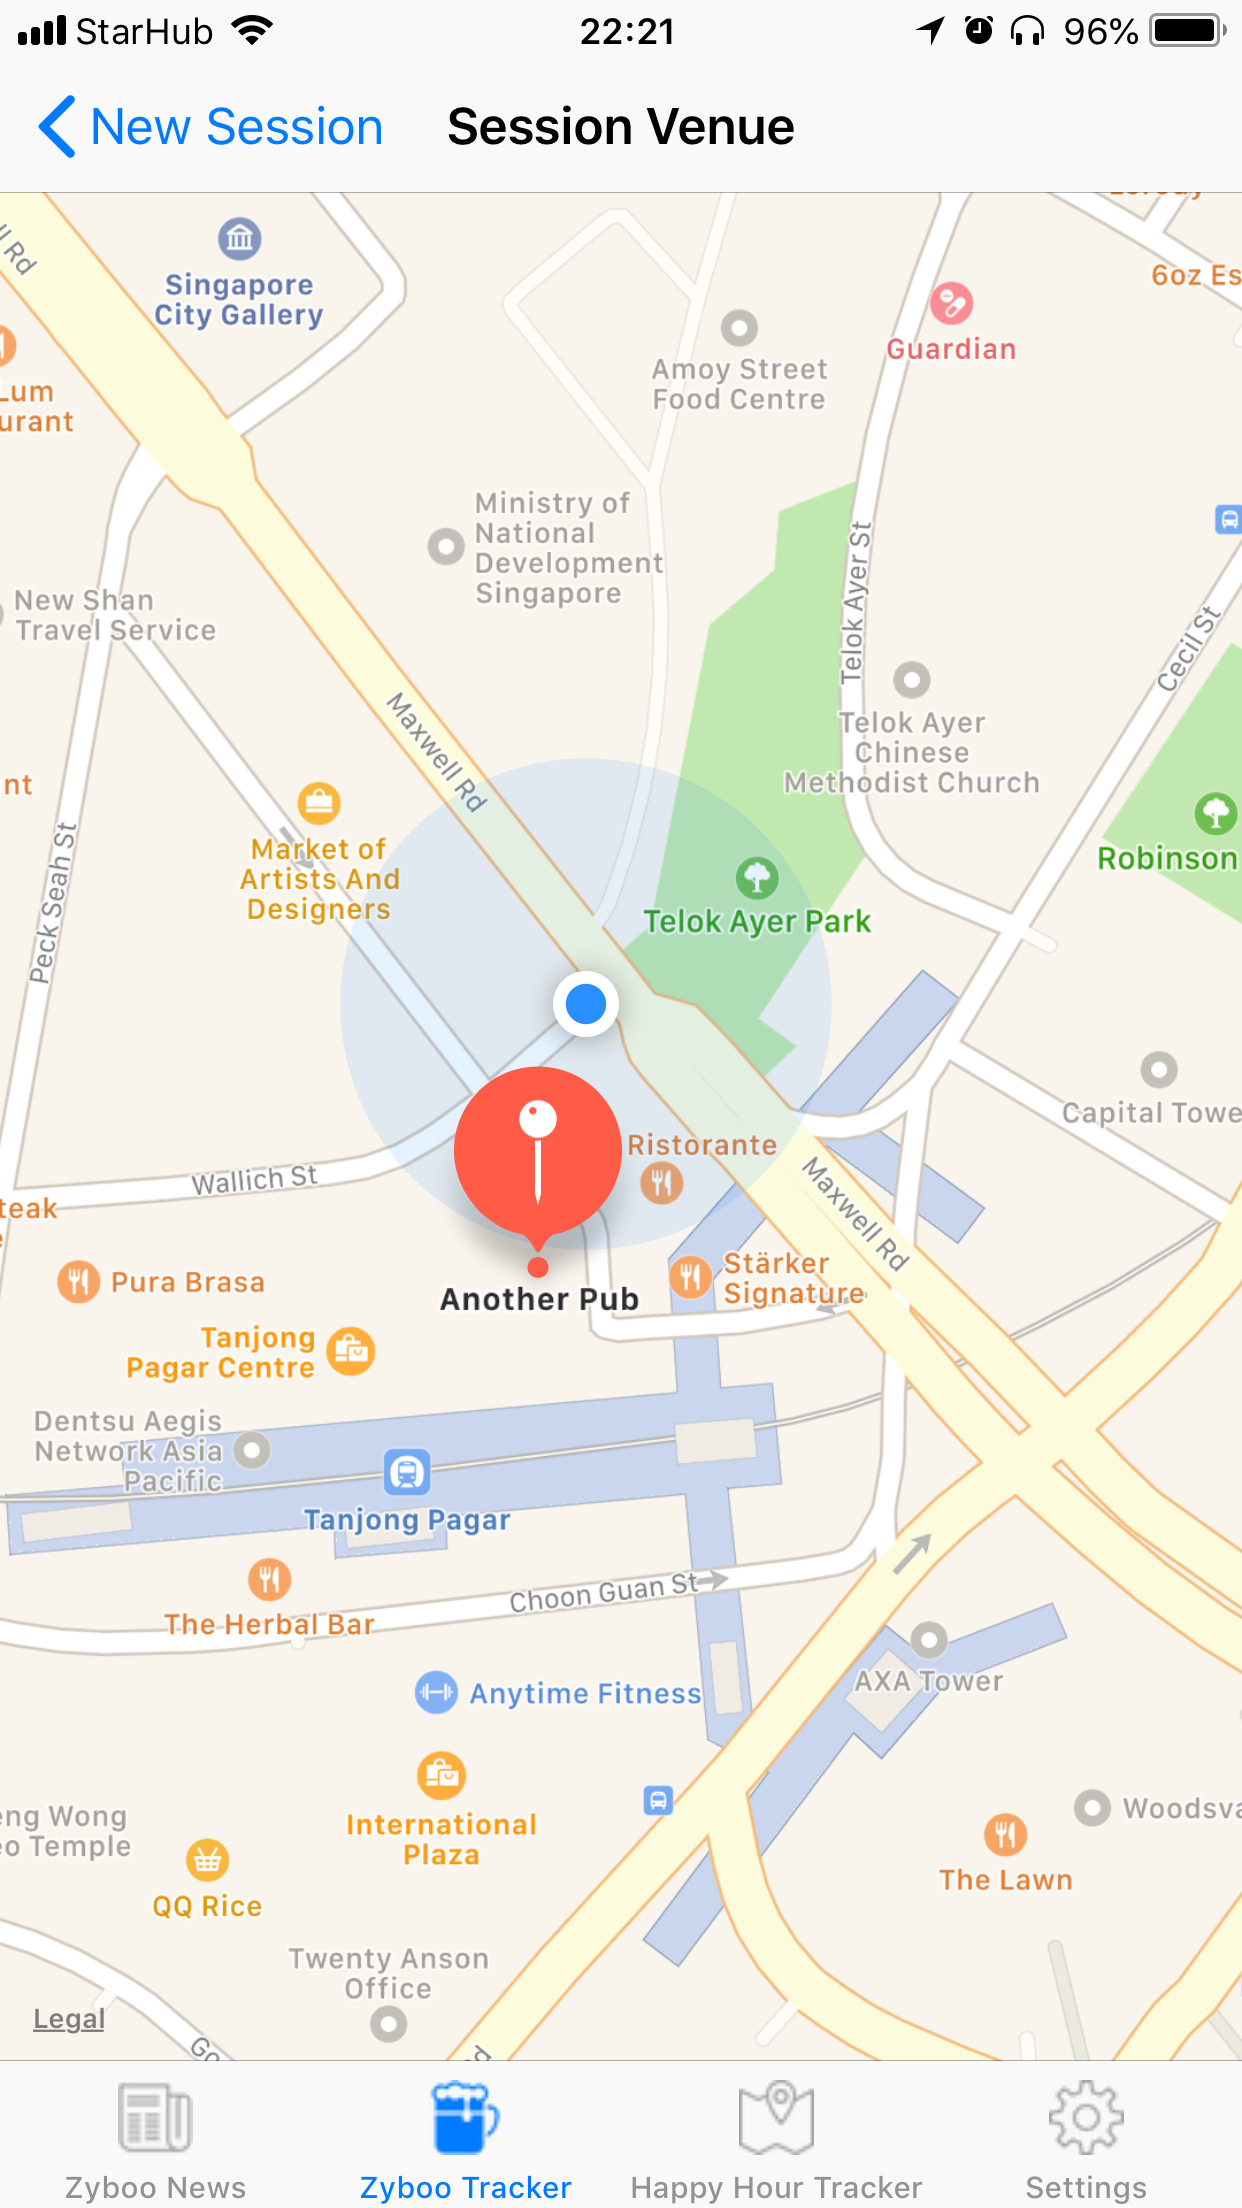 StarHub
22:21
96%
New Session
Session Venue
Rd
Singapore
City Gallery
6oz Es
Guardian
Amoy Street
Food Centre
Lum
urant
Ministry of
National
Development
Singapore
Telok Ayer St
New Shan
Travel Service
Cecil St
Maxwell Rd
Telok Ayer
Chinese
Methodist Church
nt
Peck Seah St
Market of
Artists And
Designers
Robinson
Telok Ayer Park
Capital Towe
Ristorante
Wallich St
Maxwell Rd
teak
Pura Brasa
Stärker
Signature
Another Pub
Tanjong
Pagar Centre
Dentsu Aegis
Network Asia
Pacific
Tanjong Pagar
Choon Guan St
The Herbal Bar
AXA Tower
Anytime Fitness
International
Plaza
eng Wong
eo Temple
Woodsva
The Lawn
QQ Rice
Twenty Anson
Office
Legal
Go
Zyboo News
Zyboo Tracker
Happy Hour Tracker
Settings